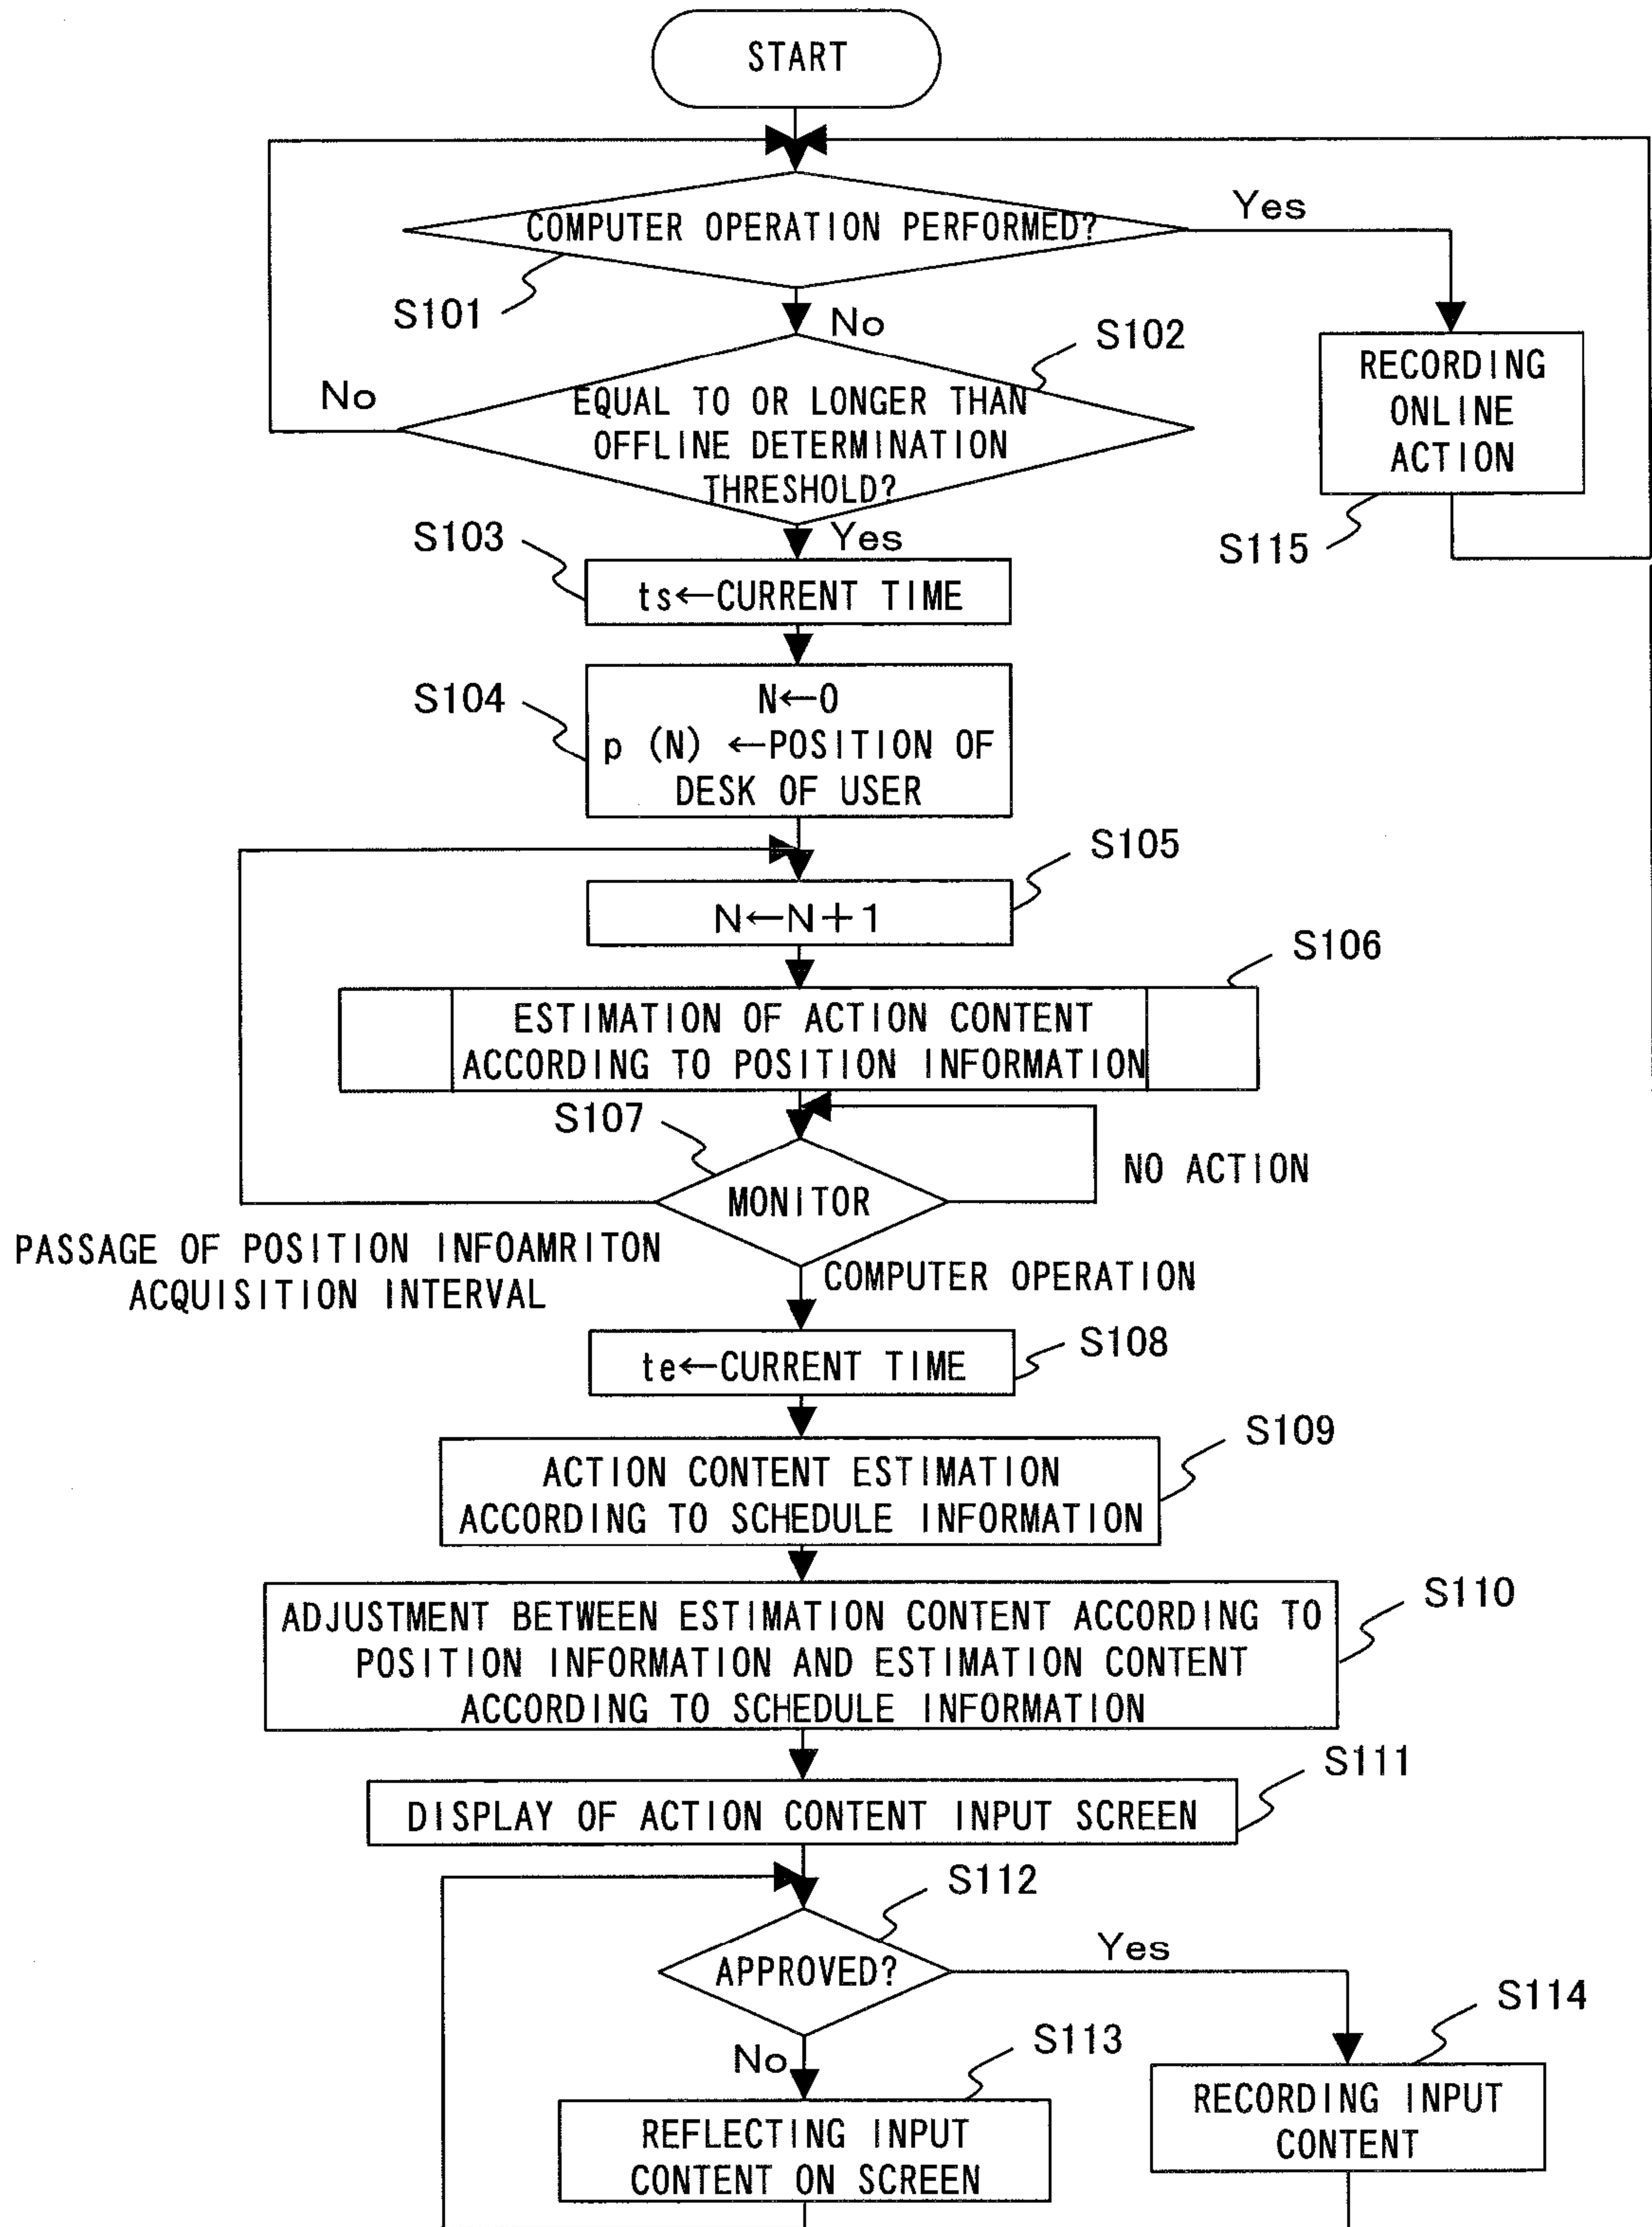 START
COMPUTER OPERATION PERFORMED?
Yes
S101
No
S102
RECORDING
ONLINE
ACTION
No
EQUAL TO OR LONGER THAN
OFFLINE DETERMINATION
THRESHOLD?
S115
Yes
S103
ts←CURRENT TIME
S104
N←0
p (N) ←POSITION OF
DESK OF USER
S105
N←N+1
S106
ESTIMATION OF ACTION CONTENT
ACCORDING TO POSITION INFORMATION
S107
NO ACTION
MONITOR
PASSAGE OF POSITION INFOAMRITON
ACQUISITION INTERVAL
COMPUTER OPERATION
S108
te←CURRENT TIME
S109
ACTION CONTENT ESTIMATION
ACCORDING TO SCHEDULE INFORMATION
S110
ADJUSTMENT BETWEEN ESTIMATION CONTENT ACCORDING TO
POSITION INFORMATION AND ESTIMATION CONTENT
ACCORDING TO SCHEDULE INFORMATION
S111
DISPLAY OF ACTION CONTENT INPUT SCREEN
S112
APPROVED?
Yes
S114
No
S113
RECORDING INPUT
CONTENT
REFLECTING INPUT
CONTENT ON SCREEN